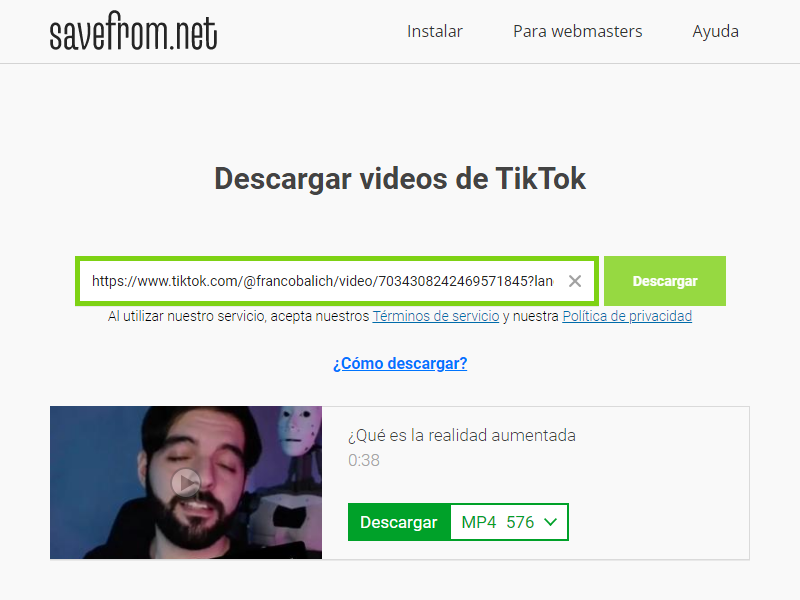 savefrom.net
Instalar
Para webmasters
Ayuda
Descargar videos de TikTok
https://www.tiktok.com/@francobalich/video/7034308242469571845?lan
Descargar
Al utilizar nuestro servicio, acepta nuestros Términos de servicio y nuestra Política de privacidad
¿Cómo descargar?
¿Qué es la realidad aumentada
0:38
Descargar MP4 576